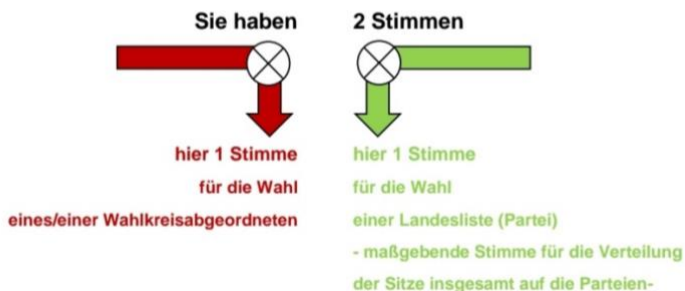 Sie haben 2 Stimmen
hier 1 Stimme
für die Wahl
eines/einer Wahlkreisabgeordneten
hier 1 Stimme
für die Wahl
einer Landesliste (Partei)
- maßgebende Stimme für die Verteilung
der Sitze insgesamt auf die Parteien-